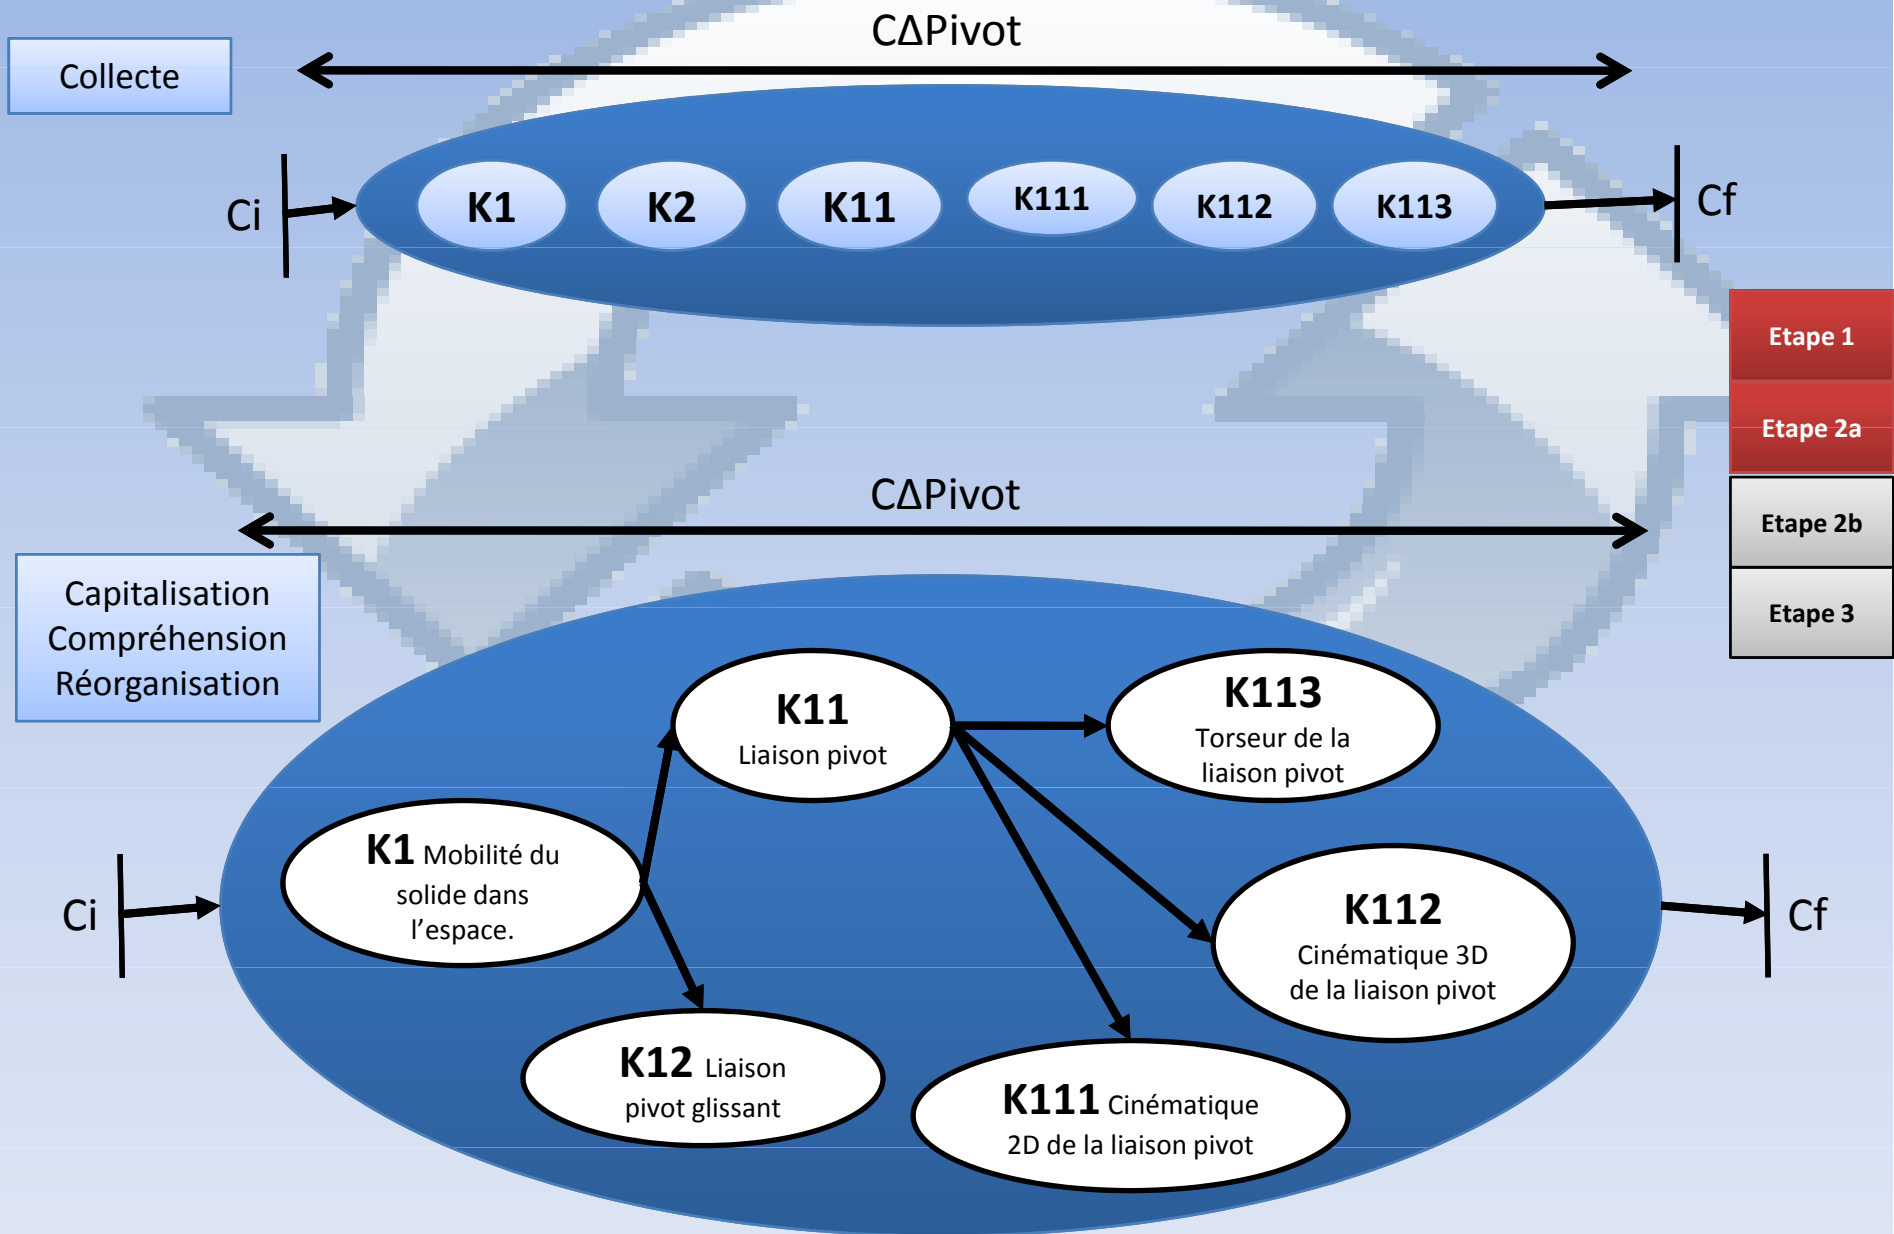 CΔPivot
Collecte
Ci
K1
K2
K11
K111
K112
K113
Cf
Etape 1
Etape 2a
Etape 2b
Etape 3
CΔPivot
Capitalisation
Compréhension
Réorganisation
K11
Liaison pivot
K113
Torseur de la
liaison pivot
K1 Mobilité du
solide dans
l’espace.
Ci
K112
Cinématique 3D
de la liaison pivot
Cf
K12 Liaison
pivot glissant
K111 Cinématique
2D de la liaison pivot